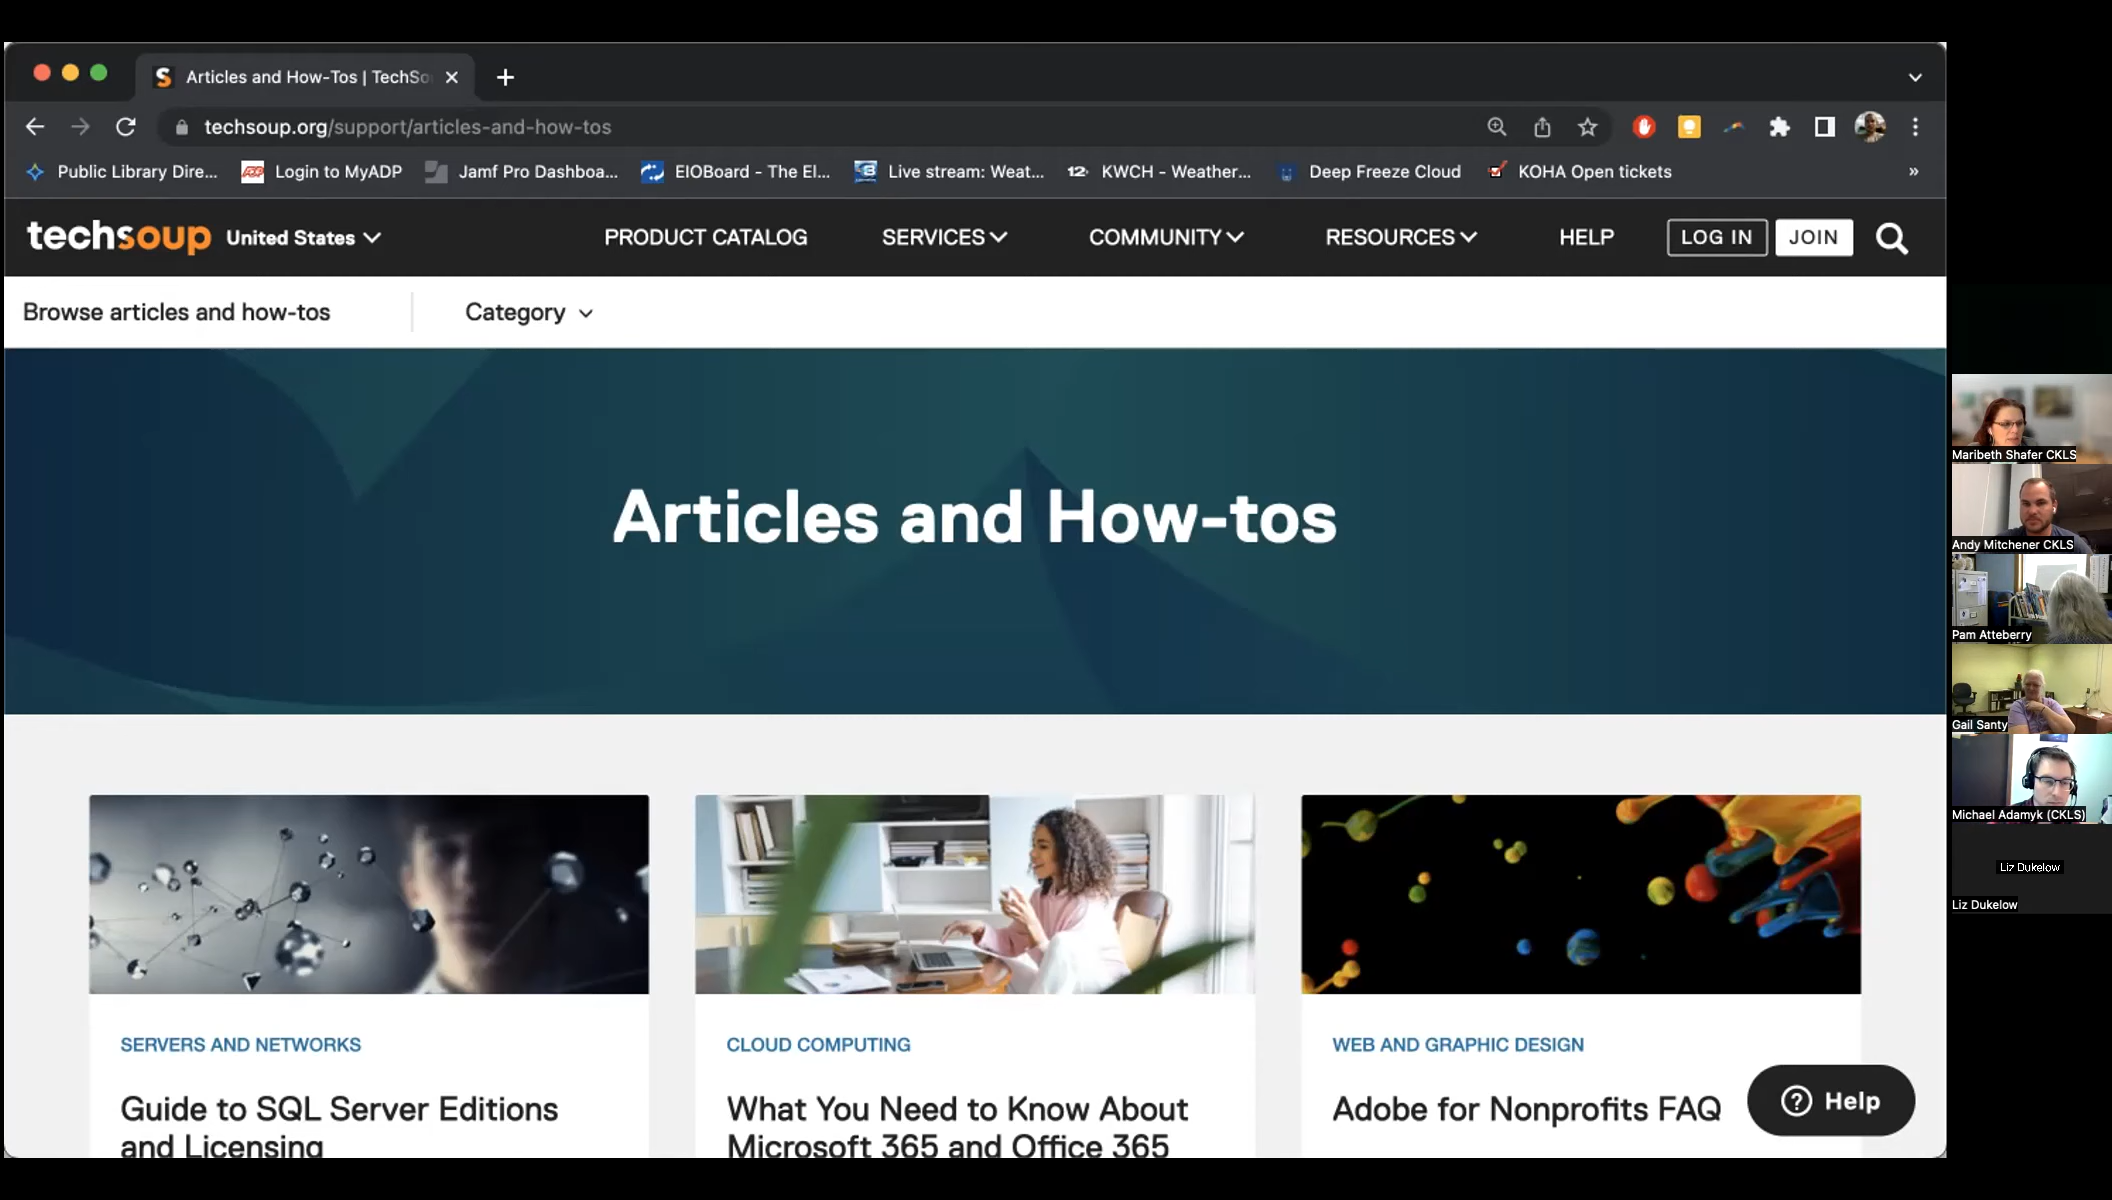 Articles and How-Tos | TechSo
techsoup.org/support/articles-and-how-tos
Public Library Dire... Login to MyADP Jamf Pro Dashboa... EIOBoard - The El... Live stream: Weat... 12 KWCH - Weather... Deep Freeze Cloud KOHA Open tickets »
techsoup United States PRODUCT CATALOG SERVICES COMMUNITY RESOURCES HELP LOG IN JOIN
Browse articles and how-tos Category
Articles and How-tos
SERVERS AND NETWORKS
Guide to SQL Server Editions
and Licensing
CLOUD COMPUTING
What You Need to Know About
Microsoft 365 and Office 365
WEB AND GRAPHIC DESIGN
Adobe for Nonprofits FAQ
Help
Maribeth Shafer CKLS
Andy Mitchener CKLS
Pam Atteberry
Gail Santy
Michael Adamyk (CKLS)
Liz Dukelow
Liz Dukelow